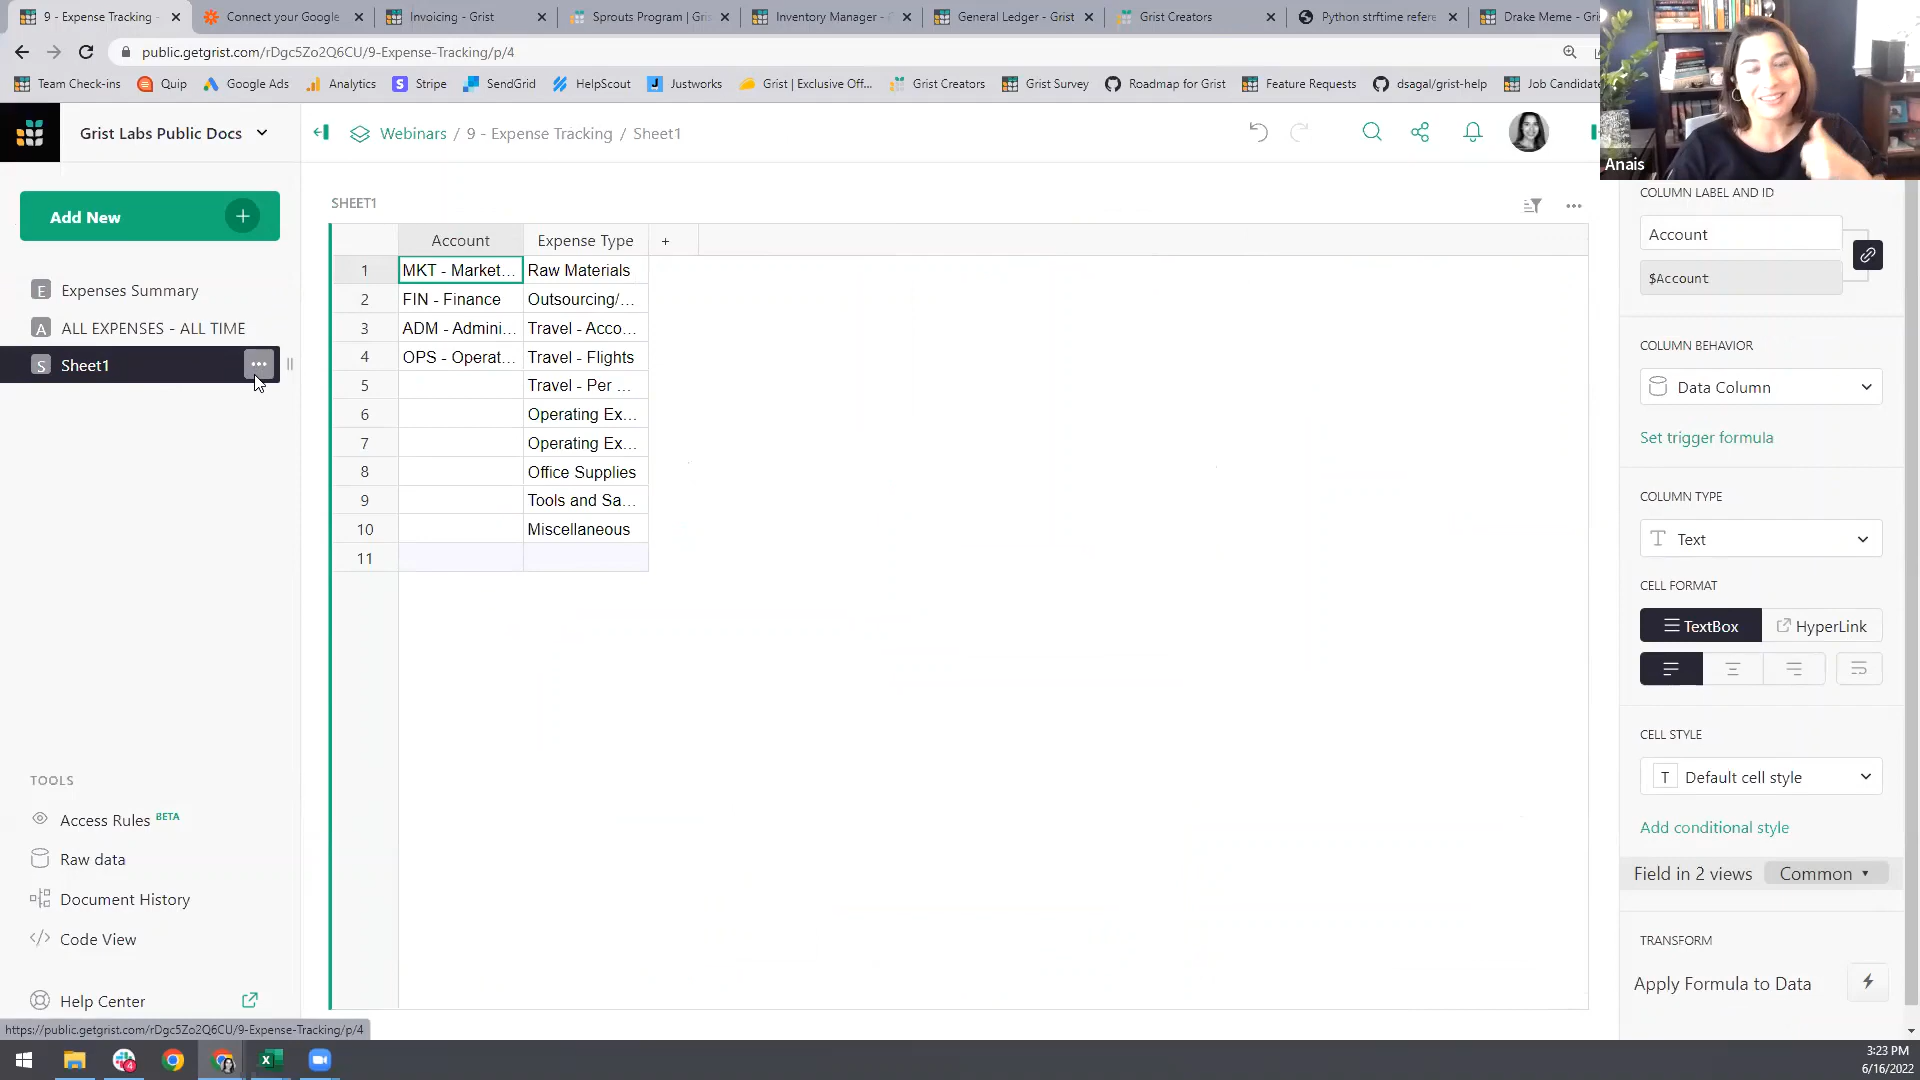 9 - Expense Tracking -
Connect your Google
Invoicing - Grist
Sprouts Program | Gris
Inventory Manager - G
General Ledger - Grist
Grist Creators
Python strftime refere
Drake Meme - Gri
public.getgrist.com/rDgc5Zo2Q6CU/9-Expense-Tracking/p/4
Team Check-ins
Quip
Google Ads
Analytics
Stripe
SendGrid
HelpScout
Justworks
Grist | Exclusive Off...
Grist Creators
Grist Survey
Roadmap for Grist
Feature Requests
dsagal/grist-help
Job Candidate
Anais
Grist Labs Public Docs
Webinars / 9 - Expense Tracking / Sheet1
Add New +
E Expenses Summary
A ALL EXPENSES - ALL TIME
S Sheet1 ...
TOOLS
Access Rules BETA
Raw data
Document History
</> Code View
Help Center
https://public.getgrist.com/rDgc5Zo2Q6CU/9-Expense-Tracking/p/4
SHEET1
Account Expense Type +
1 MKT - Market... Raw Materials
2 FIN - Finance Outsourcing/...
3 ADM - Admini... Travel - Acco...
4 OPS - Operat... Travel - Flights
5 Travel - Per ...
6 Operating Ex...
7 Operating Ex...
8 Office Supplies
9 Tools and Sa...
10 Miscellaneous
11
COLUMN LABEL AND ID
Account
$Account
COLUMN BEHAVIOR
Data Column
Set trigger formula
COLUMN TYPE
T Text
CELL FORMAT
TextBox
HyperLink
CELL STYLE
T Default cell style
Add conditional style
Field in 2 views Common
TRANSFORM
Apply Formula to Data
4
3:23 PM
6/16/2022